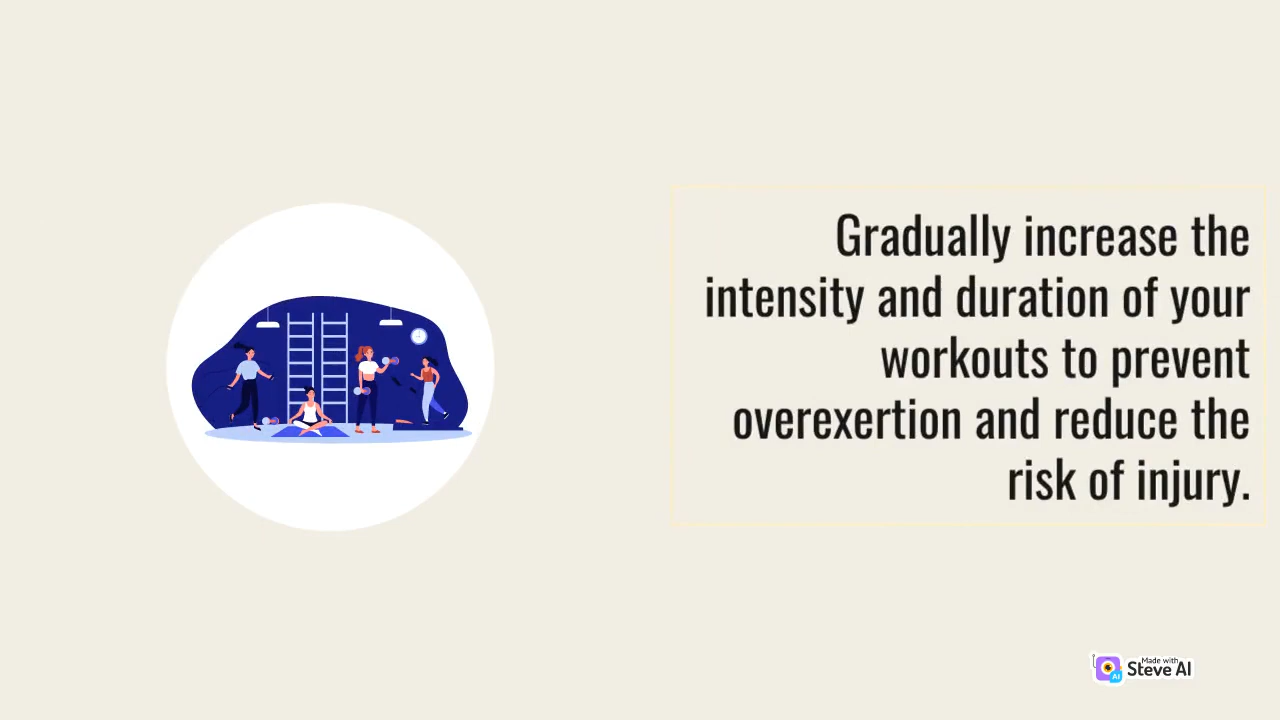 Gradually increase the
intensity and duration of your
workouts to prevent
overexertion and reduce the
risk of injury.
Made with
Steve AI
AI